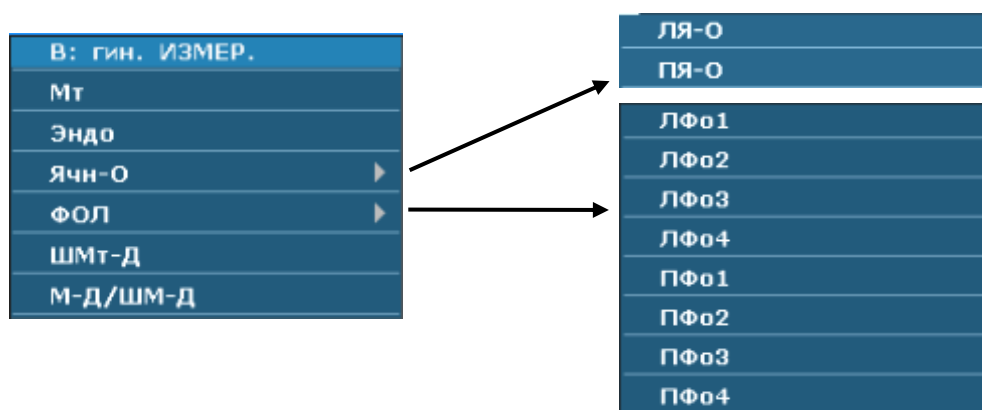 В: гин. ИЗМЕР.
Мт
Эндо
Ячн-О
ФОЛ
ШМт-Д
М-Д/ШМ-Д
ЛЯ-О
ПЯ-О
ЛФо1
ЛФо2
ЛФо3
ЛФо4
ПФо1
ПФо2
ПФо3
ПФо4